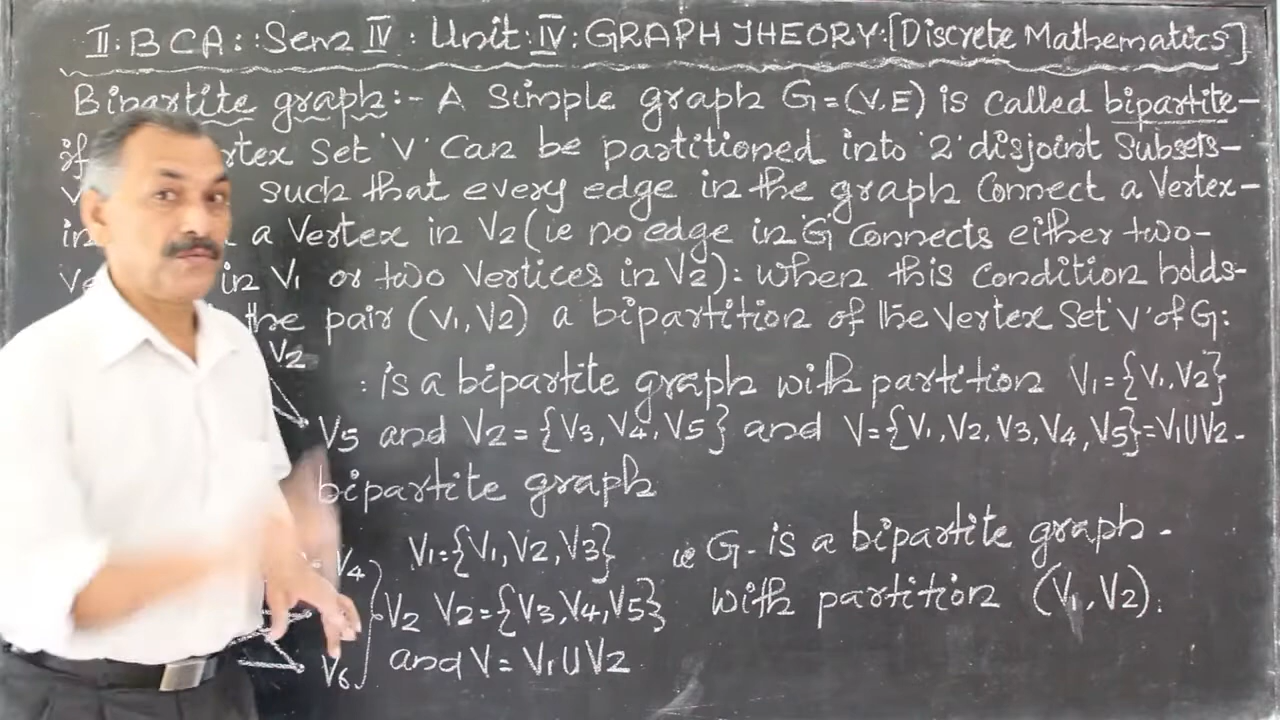 II : B C A : : Sem IV : Unit : IV : GRAPH THEORY : [Discrete Mathematics]
Bipartite graph :- A Simple graph G = (V, E) is called bipartite -
if rtex Set 'V' Can be partitioned into '2' disjoint Subsets -
V such that every edge in the graph Connect a Vertex -
in a Vertex in V2 (ie no edge in 'G' Connects either two -
Ve in V1 or two Vertices in V2) : when this Condition holds -
the pair (V1, V2) a bipartition of the Vertex Set 'V' of G :
V2
: is a bipartite graph with partition V1 = {V1, V2}
V5 and V2 = {V3, V4, V5} and V = {V1, V2, V3, V4, V5} = V1 U V2 -
bipartite graph
V4 V1 = {V1, V2, V3} ie G - is a bipartite graph -
V2 V2 = {V3, V4, V5} with partition (V1, V2) :
V6 and V = V1 U V2